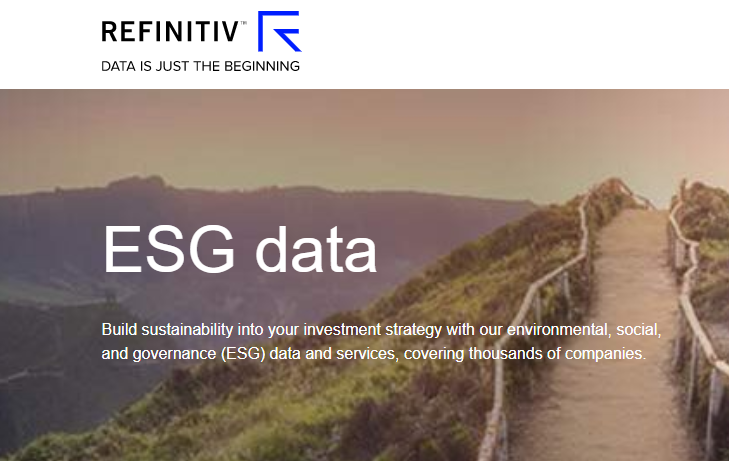 REFINITIV™
DATA IS JUST THE BEGINNING
ESG data
Build sustainability into your investment strategy with our environmental, social,
and governance (ESG) data and services, covering thousands of companies.